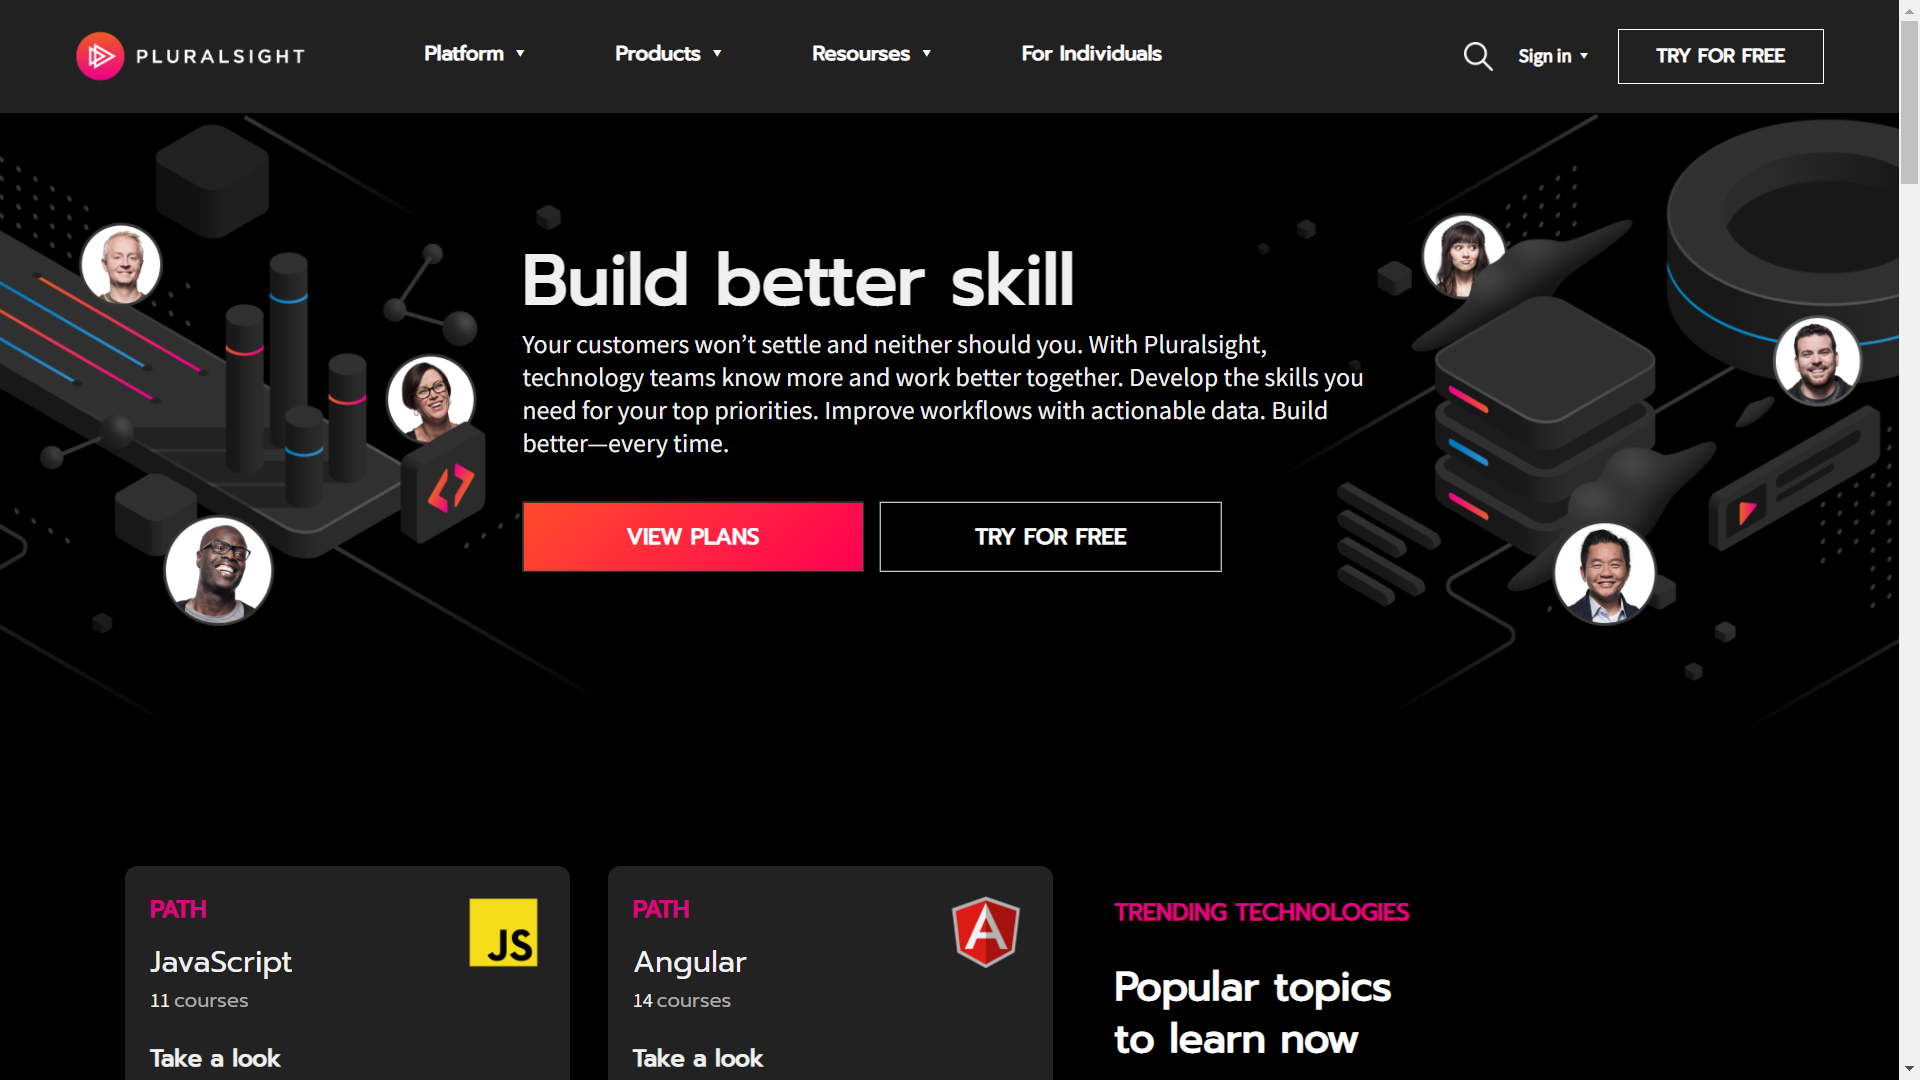 PLURALSIGHT
Platform
Products
Resourses
For Individuals
Sign in
TRY FOR FREE
Build better skill
Your customers won’t settle and neither should you. With Pluralsight,
technology teams know more and work better together. Develop the skills you
need for your top priorities. Improve workflows with actionable data. Build
better—every time.
VIEW PLANS
TRY FOR FREE
PATH
JS
JavaScript
11 courses
Take a look
PATH
A
Angular
14 courses
Take a look
TRENDING TECHNOLOGIES
Popular topics
to learn now